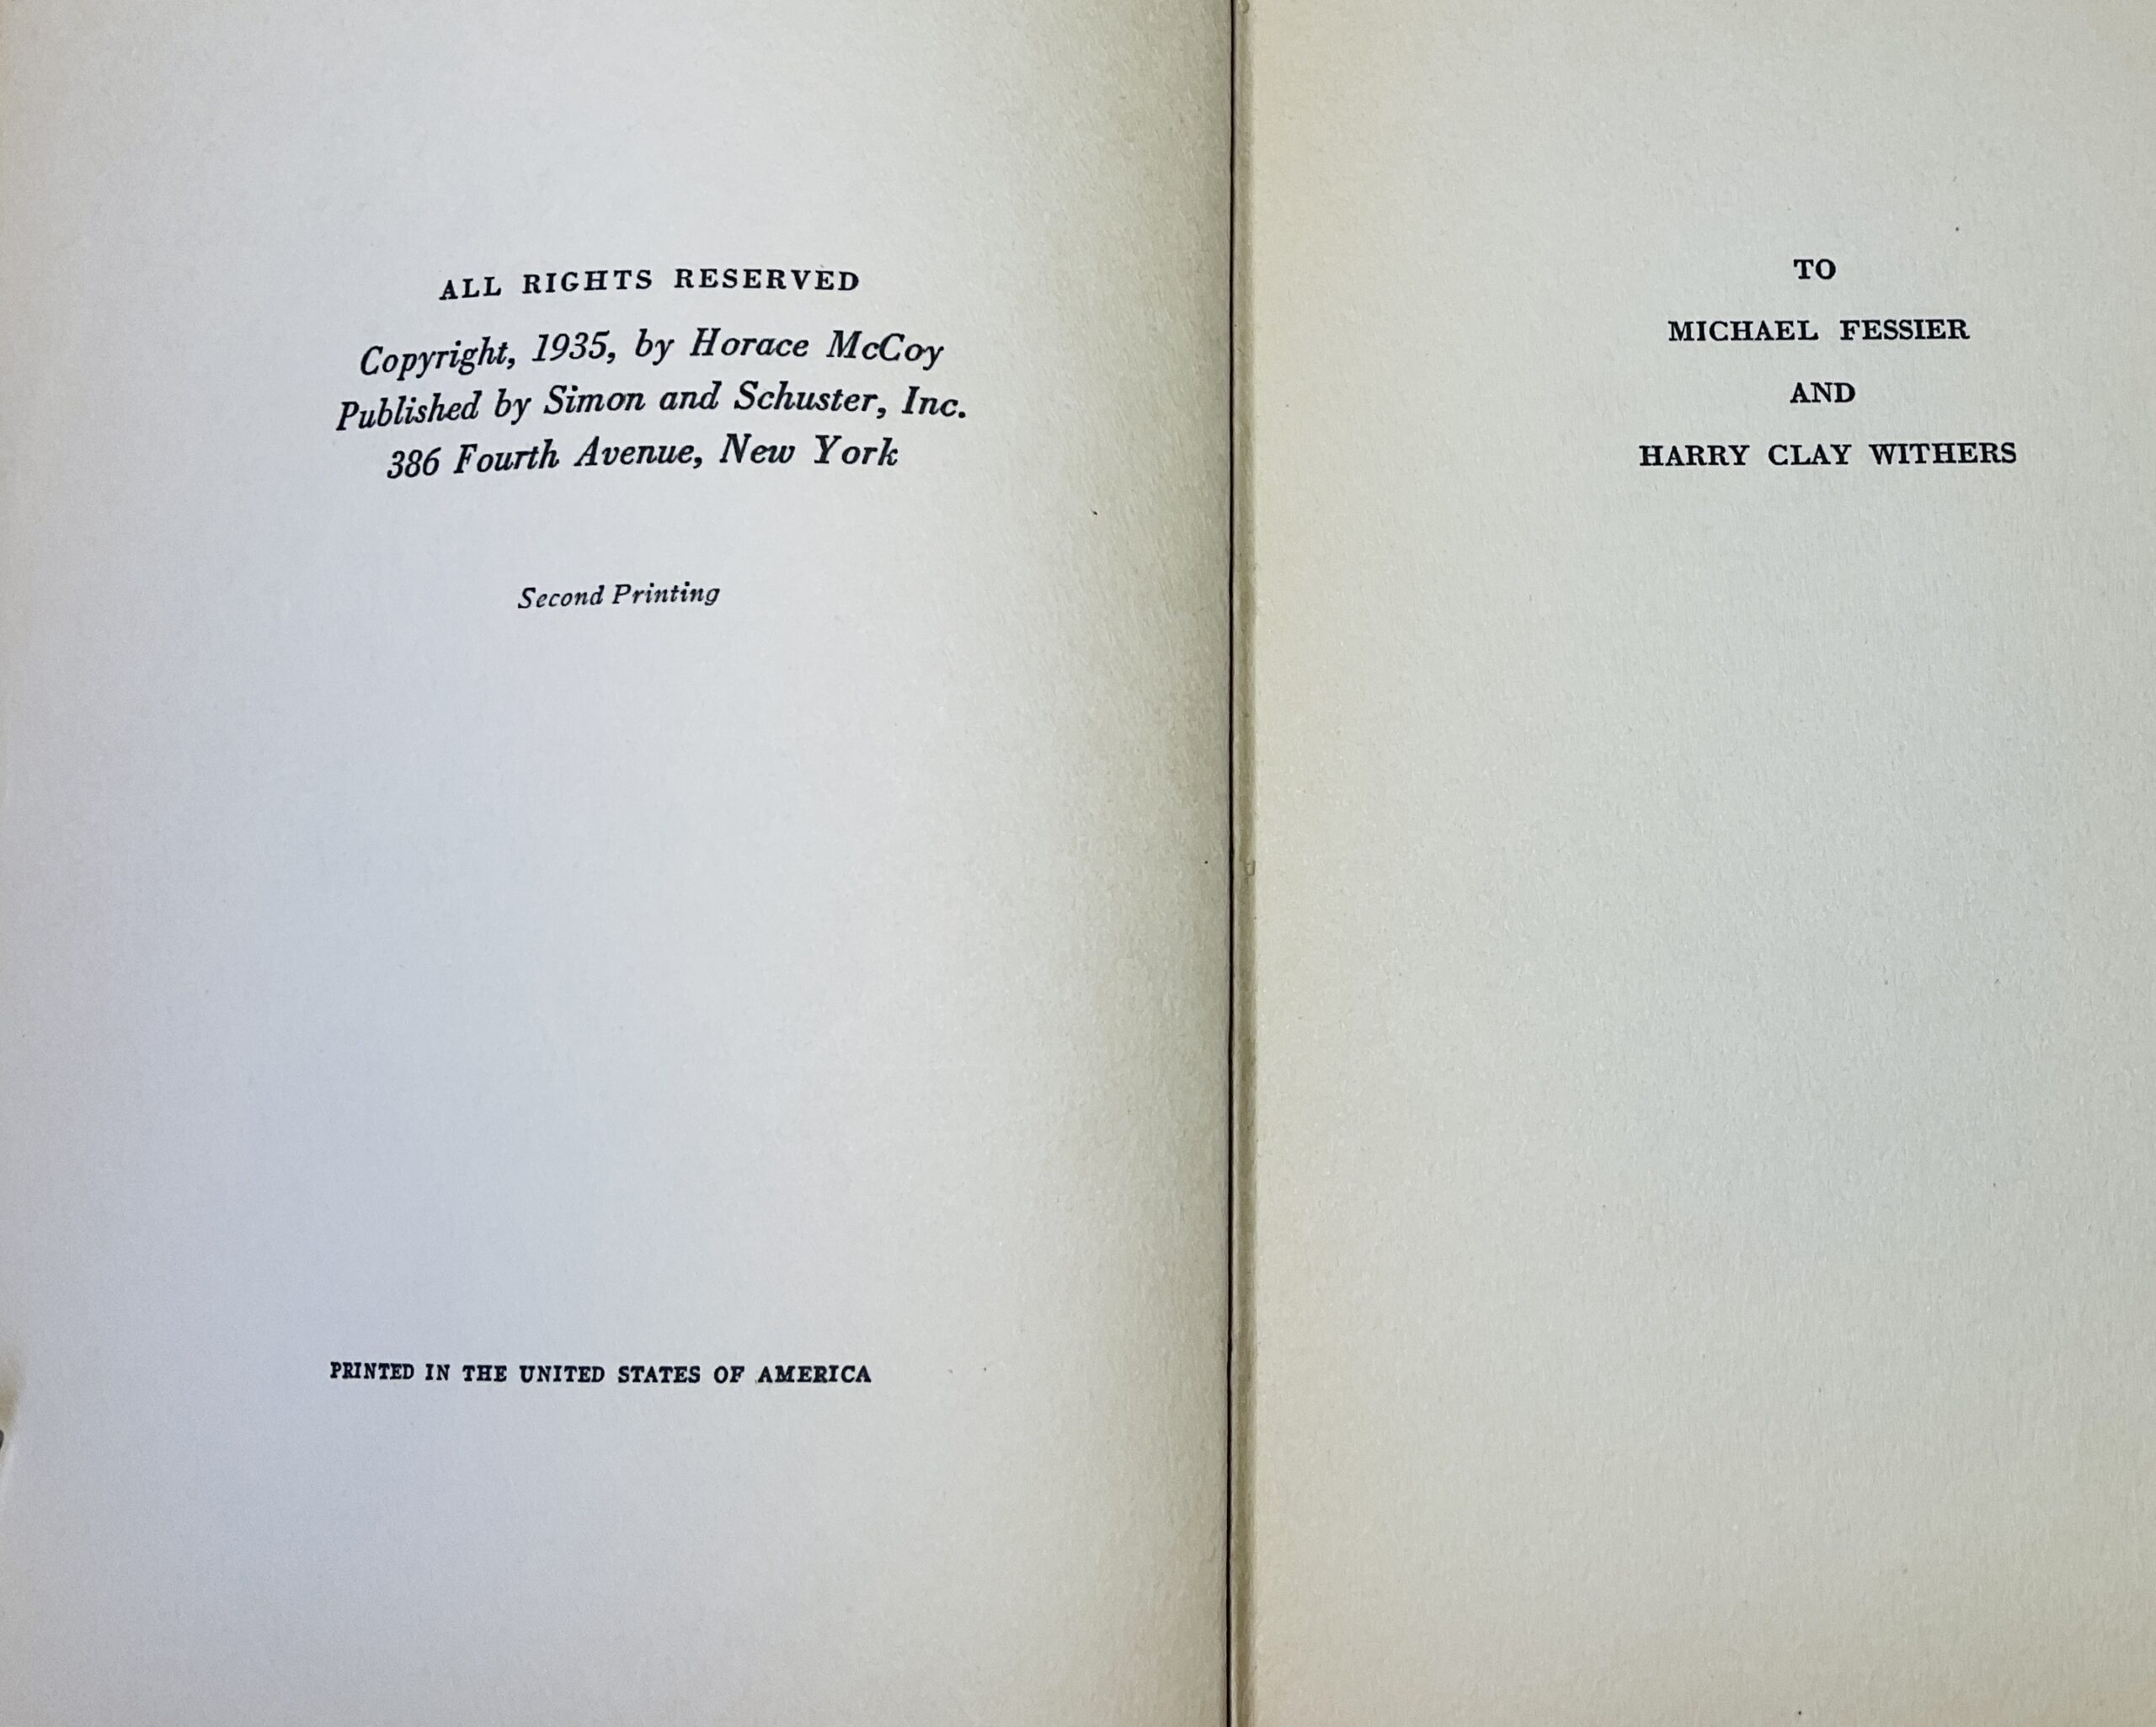 ALL RIGHTS RESERVED
Copyright, 1935, by Horace McCoy
Published by Simon and Schuster, Inc.
386 Fourth Avenue, New York
Second Printing
PRINTED IN THE UNITED STATES OF AMERICA
TO
MICHAEL FESSIER
AND
HARRY CLAY WITHERS